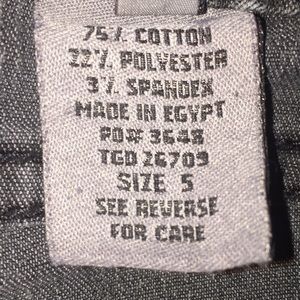 75% COTTON
22% POLYESTER
3% SPANDEX
MADE IN EGYPT
PO# 3648
TGD 26709
SIZE 5
SEE REVERSE
FOR CARE